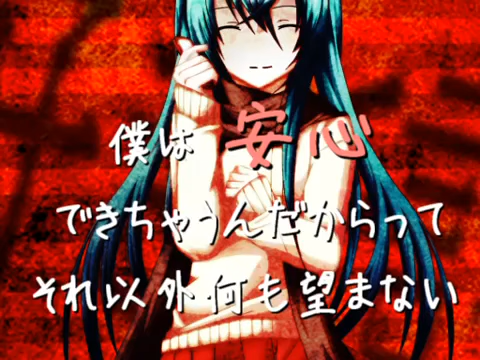 僕は 安心
できちゃうんだからって
それ以外何も望まない